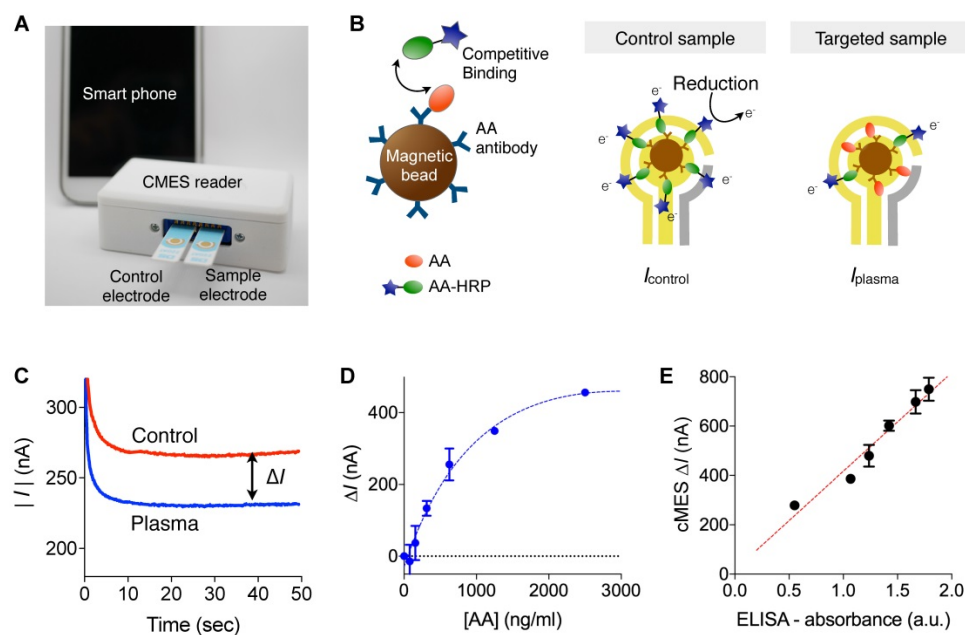 A
Smart phone
CMES reader
Control
electrode
Sample
electrode
B
Competitive
Binding
AA
antibody
Magnetic
bead
AA
AA-HRP
Control sample
Reduction
e-
e-
e-
e-
e-
e-
e-
Icontrol
Targeted sample
e-
e-
Iplasma
C
| I | (nA)
300
250
200
Control
ΔI
Plasma
0
10
20
30
40
50
Time (sec)
D
ΔI (nA)
400
200
0
0
1000
2000
3000
[AA] (ng/ml)
E
cMES ΔI (nA)
800
600
400
200
0
0.0
0.5
1.0
1.5
2.0
ELISA - absorbance (a.u.)